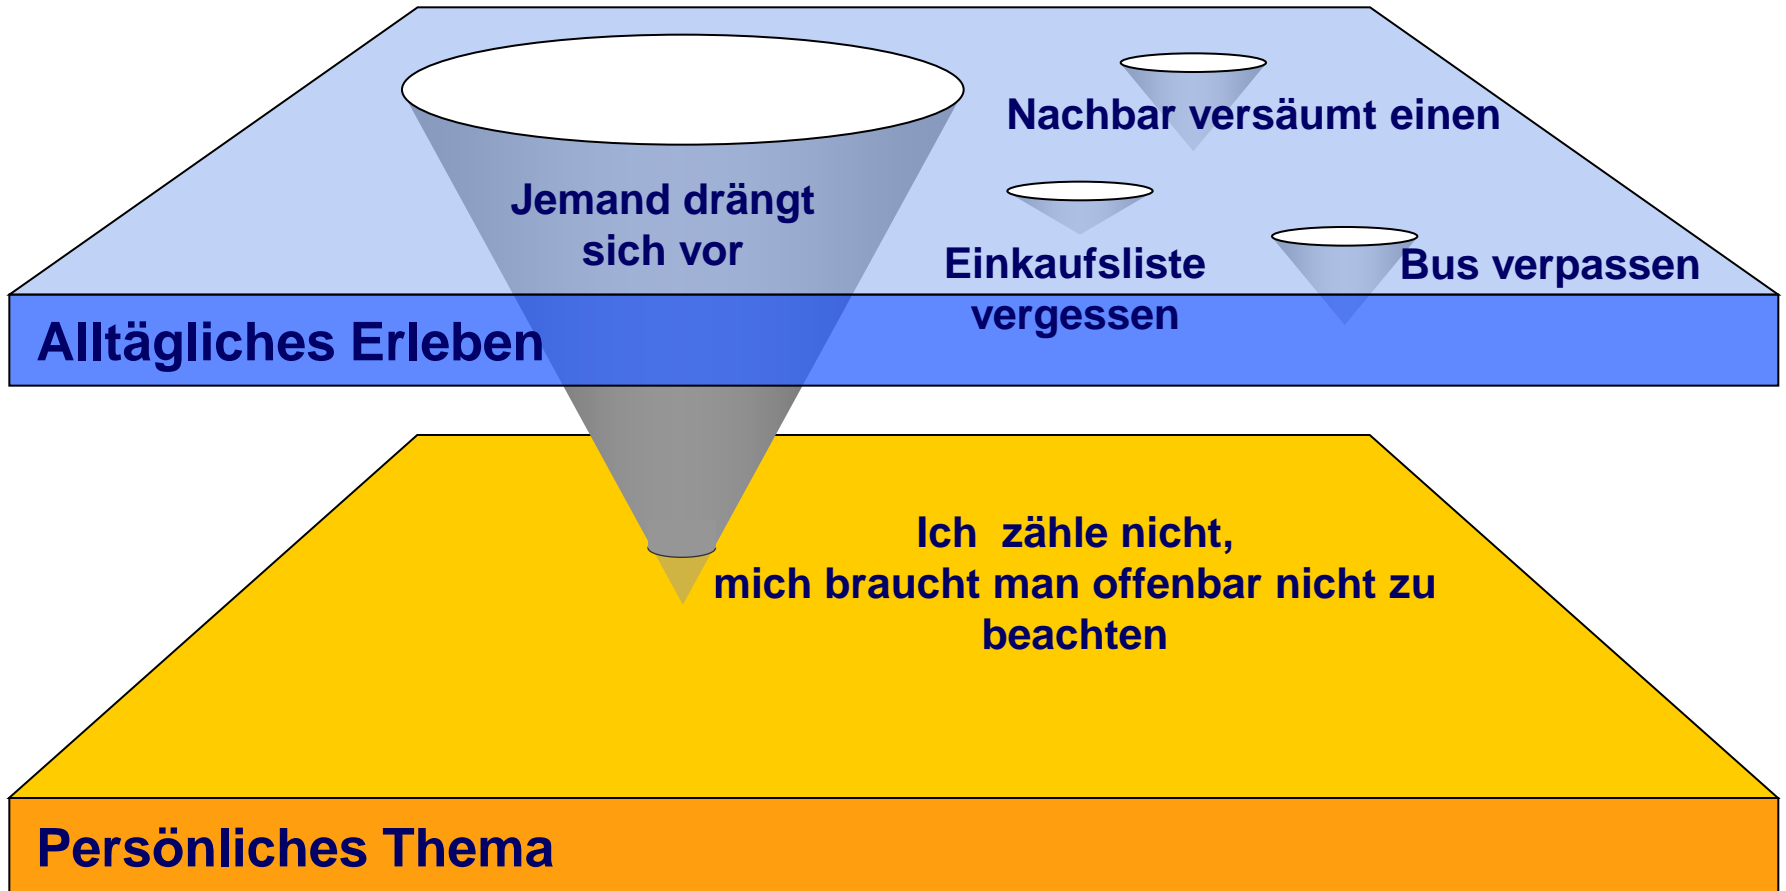 Nachbar versäumt einen
Jemand drängt
sich vor
Einkaufsliste
vergessen
Bus verpassen
Alltägliches Erleben
Ich  zähle nicht,
mich braucht man offenbar nicht zu
beachten
Persönliches Thema